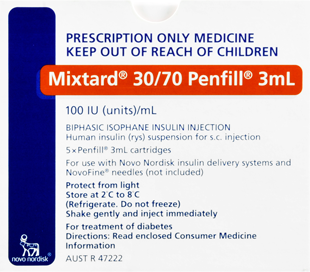 PRESCRIPTION ONLY MEDICINE
KEEP OUT OF REACH OF CHILDREN
Mixtard® 30/70 Penfill® 3mL
100 IU (units)/mL
BIPHASIC ISOPHANE INSULIN INJECTION
Human insulin (rys) suspension for s.c. injection
5 x Penfill® 3mL cartridges
For use with Novo Nordisk insulin delivery systems and
NovoFine® needles (not included)
Protect from light
Store at 2˚C to 8˚C
(Refrigerate. Do not freeze)
Shake gently and inject immediately
For treatment of diabetes
Directions: Read enclosed Consumer Medicine
Information
AUST R 47222
novo nordisk®